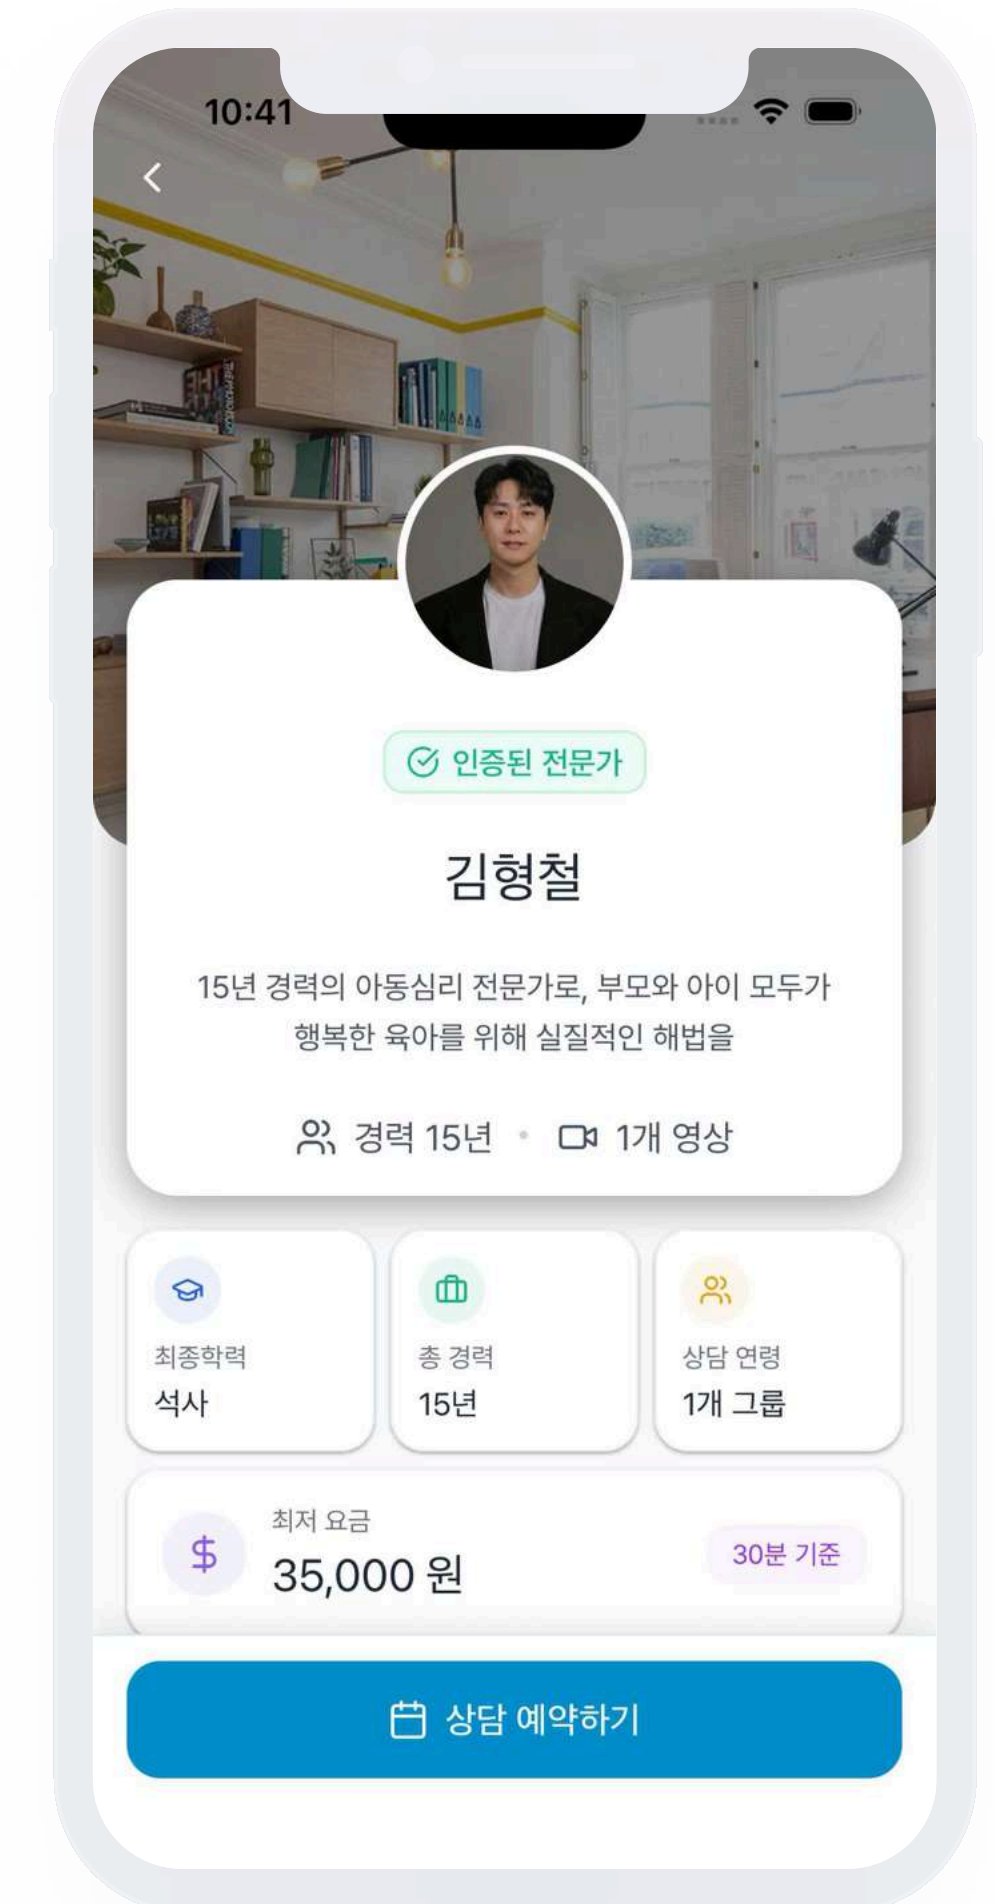 10:41
인증된 전문가
김형철
15년 경력의 아동심리 전문가로, 부모와 아이 모두가
행복한 육아를 위해 실질적인 해법을
경력 15년 • 1개 영상
최종학력
석사
총 경력
15년
상담 연령
1개 그룹
최저 요금
35,000 원
30분 기준
상담 예약하기